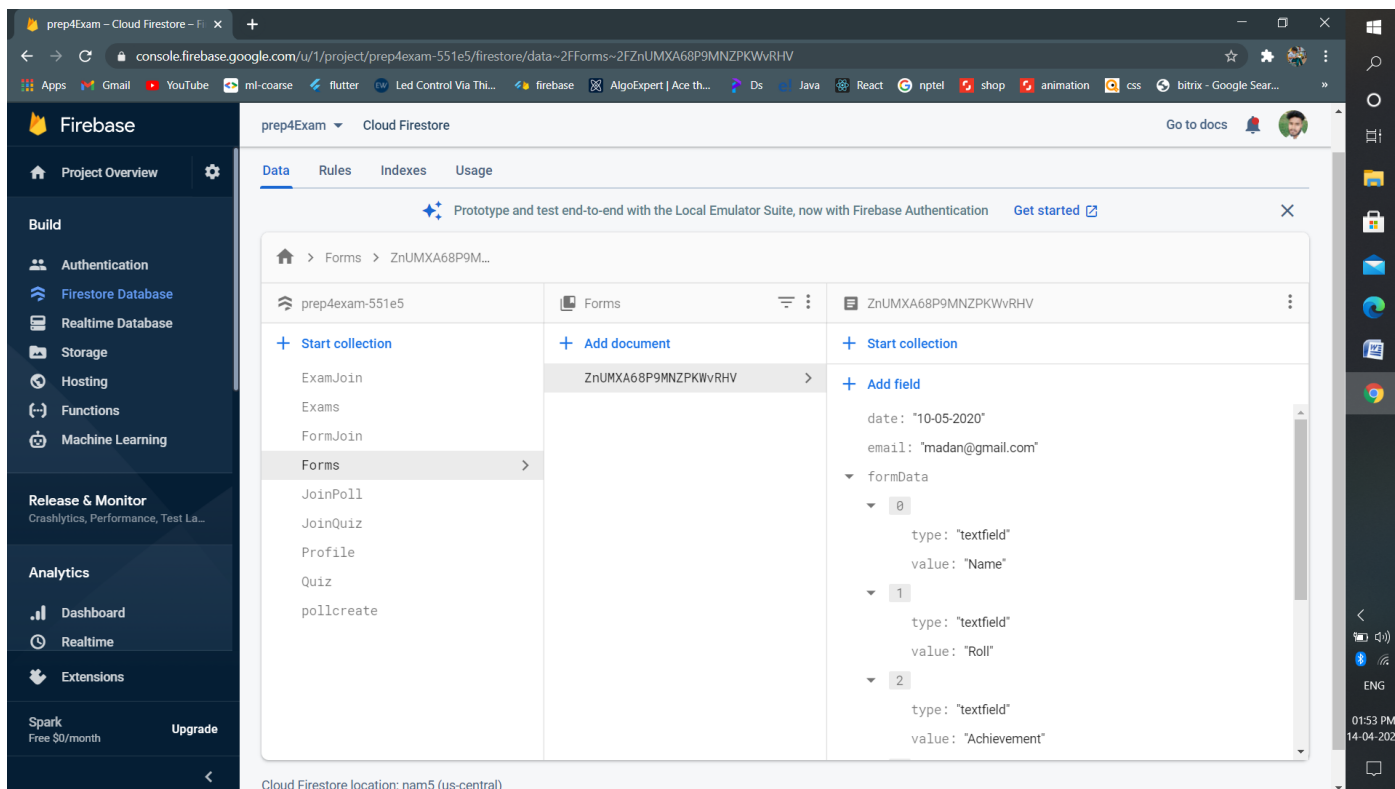 prep4Exam – Cloud Firestore – Fi
console.firebase.google.com/u/1/project/prep4exam-551e5/firestore/data~2FForms~2FZnUMXA68P9MNZPKWvRHV
Apps Gmail YouTube ml-coarse flutter Led Control Via Thi... firebase AlgoExpert | Ace th... Ds Java React nptel shop animation css bitrix - Google Sear... »
Firebase
prep4Exam Cloud Firestore Go to docs
Project Overview
Data Rules Indexes Usage
Prototype and test end-to-end with the Local Emulator Suite, now with Firebase Authentication Get started
Build
Authentication
Firestore Database
Realtime Database
Storage
Hosting
Functions
Machine Learning
Release & Monitor
Crashlytics, Performance, Test La...
Analytics
Dashboard
Realtime
Extensions
Spark
Free $0/month
Upgrade
Forms > ZnUMXA68P9M...
prep4exam-551e5
Start collection
ExamJoin
Exams
FormJoin
Forms
JoinPoll
JoinQuiz
Profile
Quiz
pollcreate
Forms
Add document
ZnUMXA68P9MNZPKWvRHV
ZnUMXA68P9MNZPKWvRHV
Start collection
Add field
date: "10-05-2020"
email: "madan@gmail.com"
formData
0
type: "textfield"
value: "Name"
1
type: "textfield"
value: "Roll"
2
type: "textfield"
value: "Achievement"
Cloud Firestore location: nam5 (us-central)
ENG
01:53 PM
14-04-202